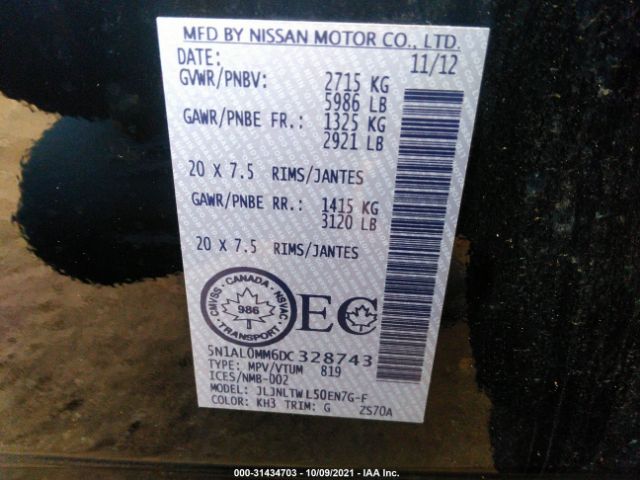 MFD BY NISSAN MOTOR CO., LTD.
DATE: 11/12
GVWR/PNBV: 2715 KG
5986 LB
GAWR/PNBE FR.: 1325 KG
2921 LB
20 X 7.5 RIMS/JANTES
GAWR/PNBE RR.: 1415 KG
3120 LB
20 X 7.5 RIMS/JANTES
CANADA
CMVSS NSVAC
986
TRANSPORT
EC
5N1AL0MM6DC328743
TYPE: MPV/VTUM 819
ICES/NMB-002
MODEL: JLJNLTWL50EN7G-F
COLOR: KH3 TRIM: G ZS70A
000-31434703 - 10/09/2021 - IAA Inc.